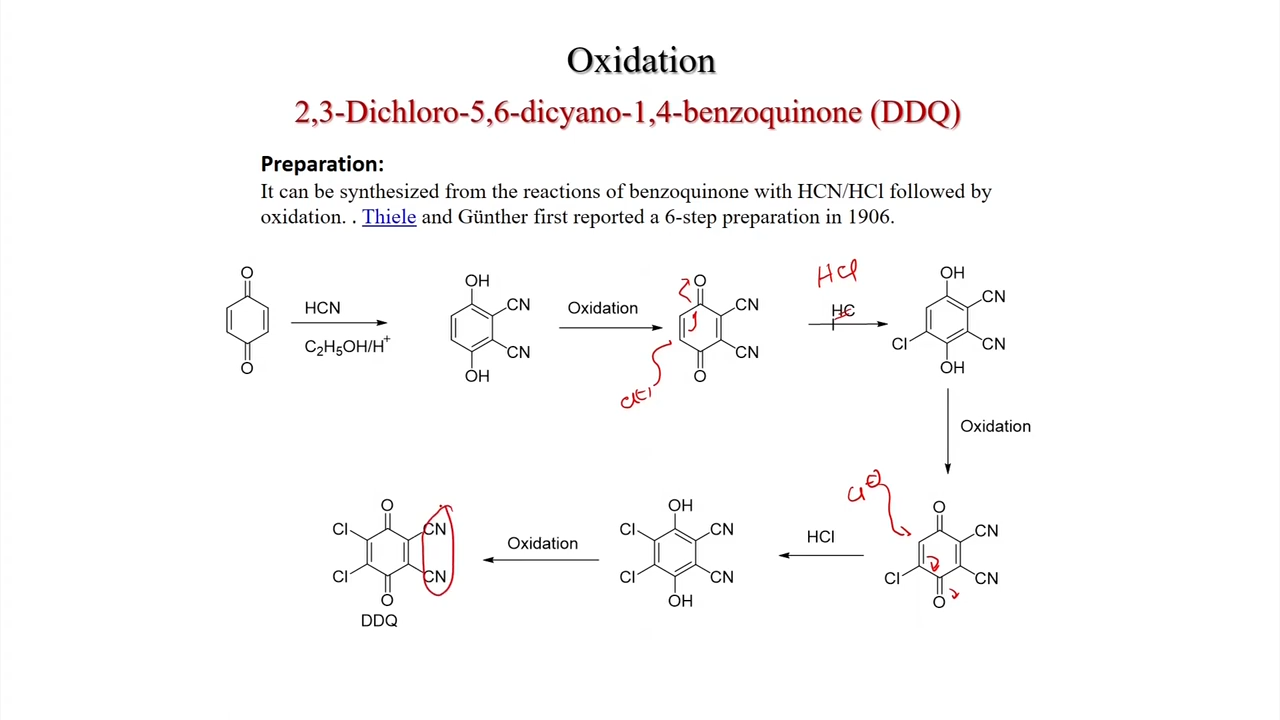 Oxidation
2,3-Dichloro-5,6-dicyano-1,4-benzoquinone (DDQ)
Preparation:
It can be synthesized from the reactions of benzoquinone with HCN/HCl followed by
oxidation. . Thiele and Günther first reported a 6-step preparation in 1906.
O
O
HCN
C₂H₅OH/H⁺
OH
CN
CN
OH
Oxidation
O
CN
CN
O
HCl
HC
OH
CN
Cl
CN
OH
Oxidation
Cl⊖
O
CN
Cl
CN
O
HCl
OH
Cl
CN
Cl
CN
OH
Oxidation
O
Cl
CN
Cl
CN
O
DDQ